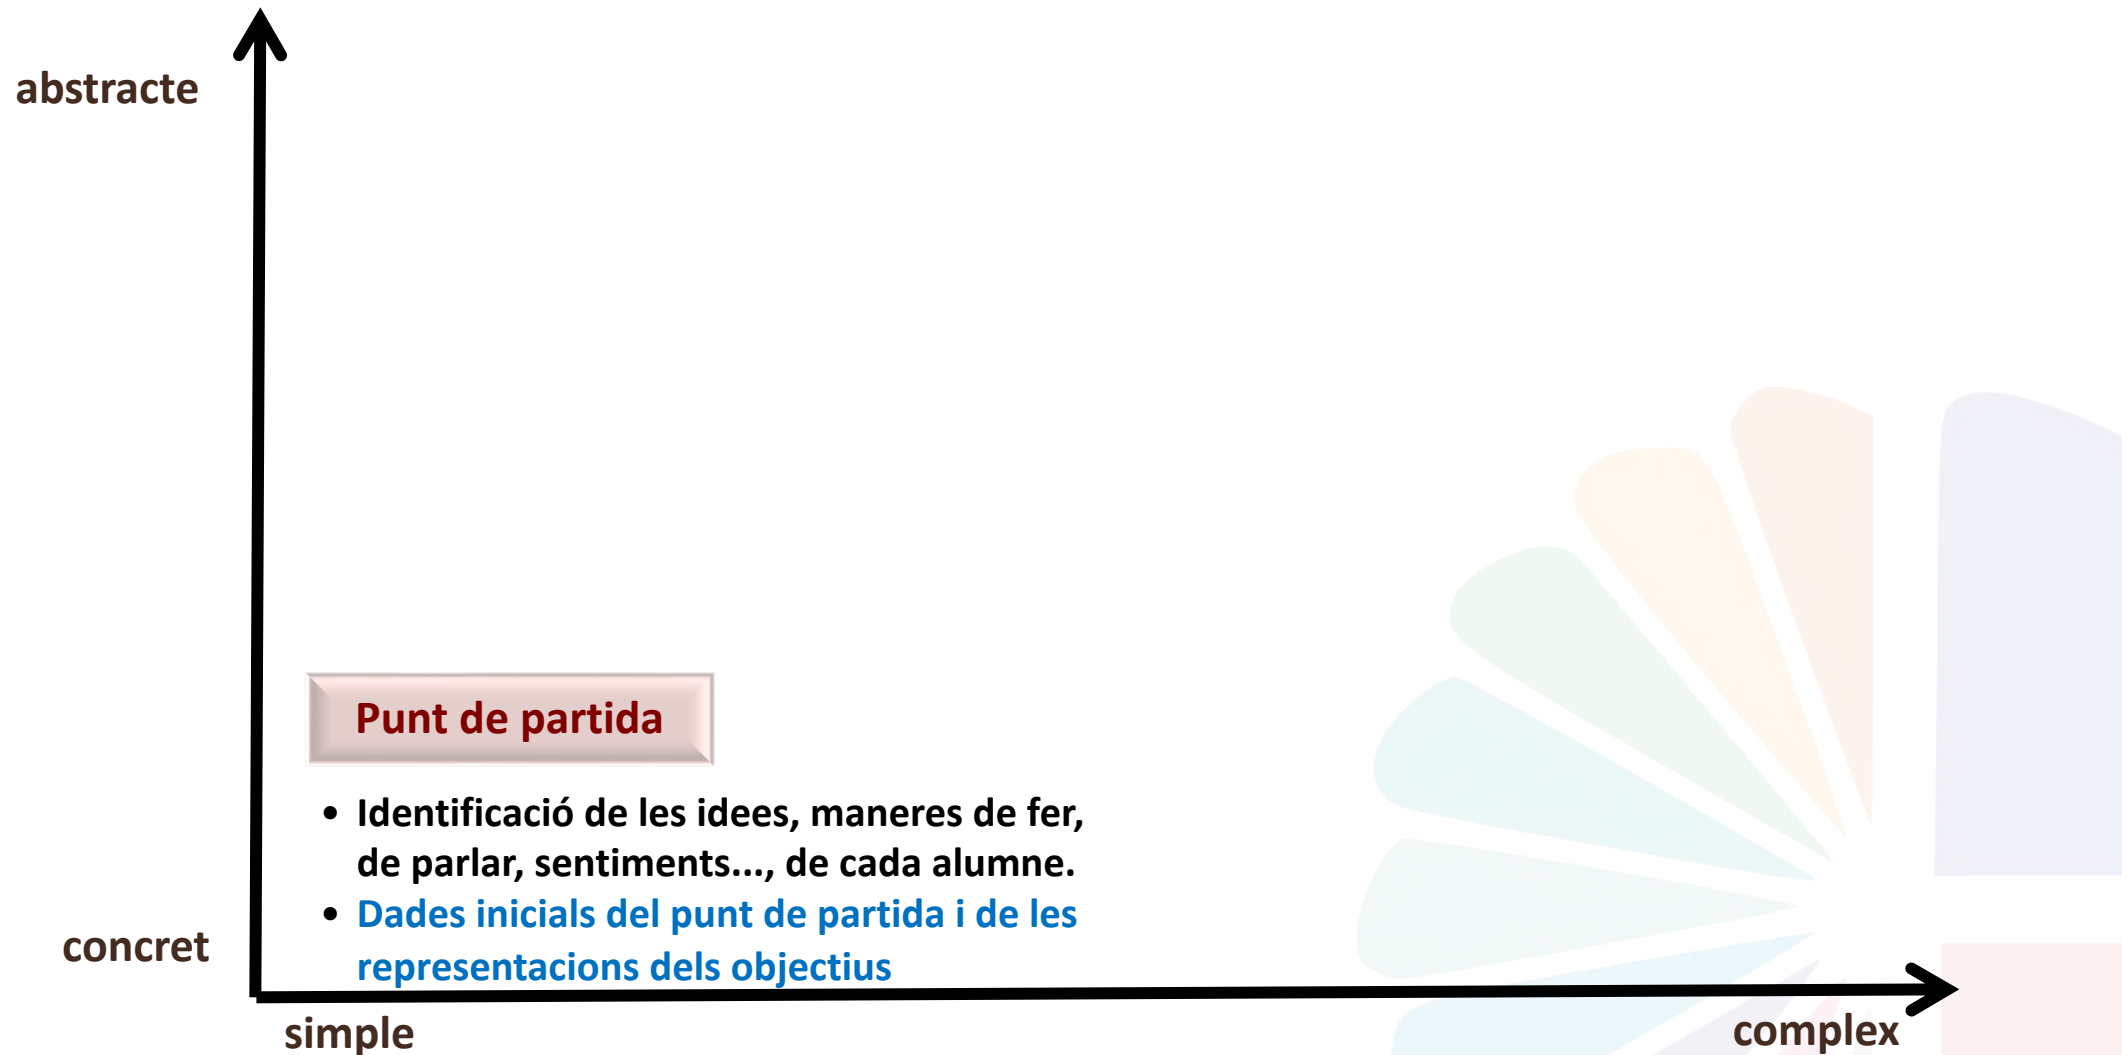 abstracte
Punt de partida
• Identificació de les idees, maneres de fer,
de parlar, sentiments..., de cada alumne.
• Dades inicials del punt de partida i de les
representacions dels objectius
concret
simple
complex